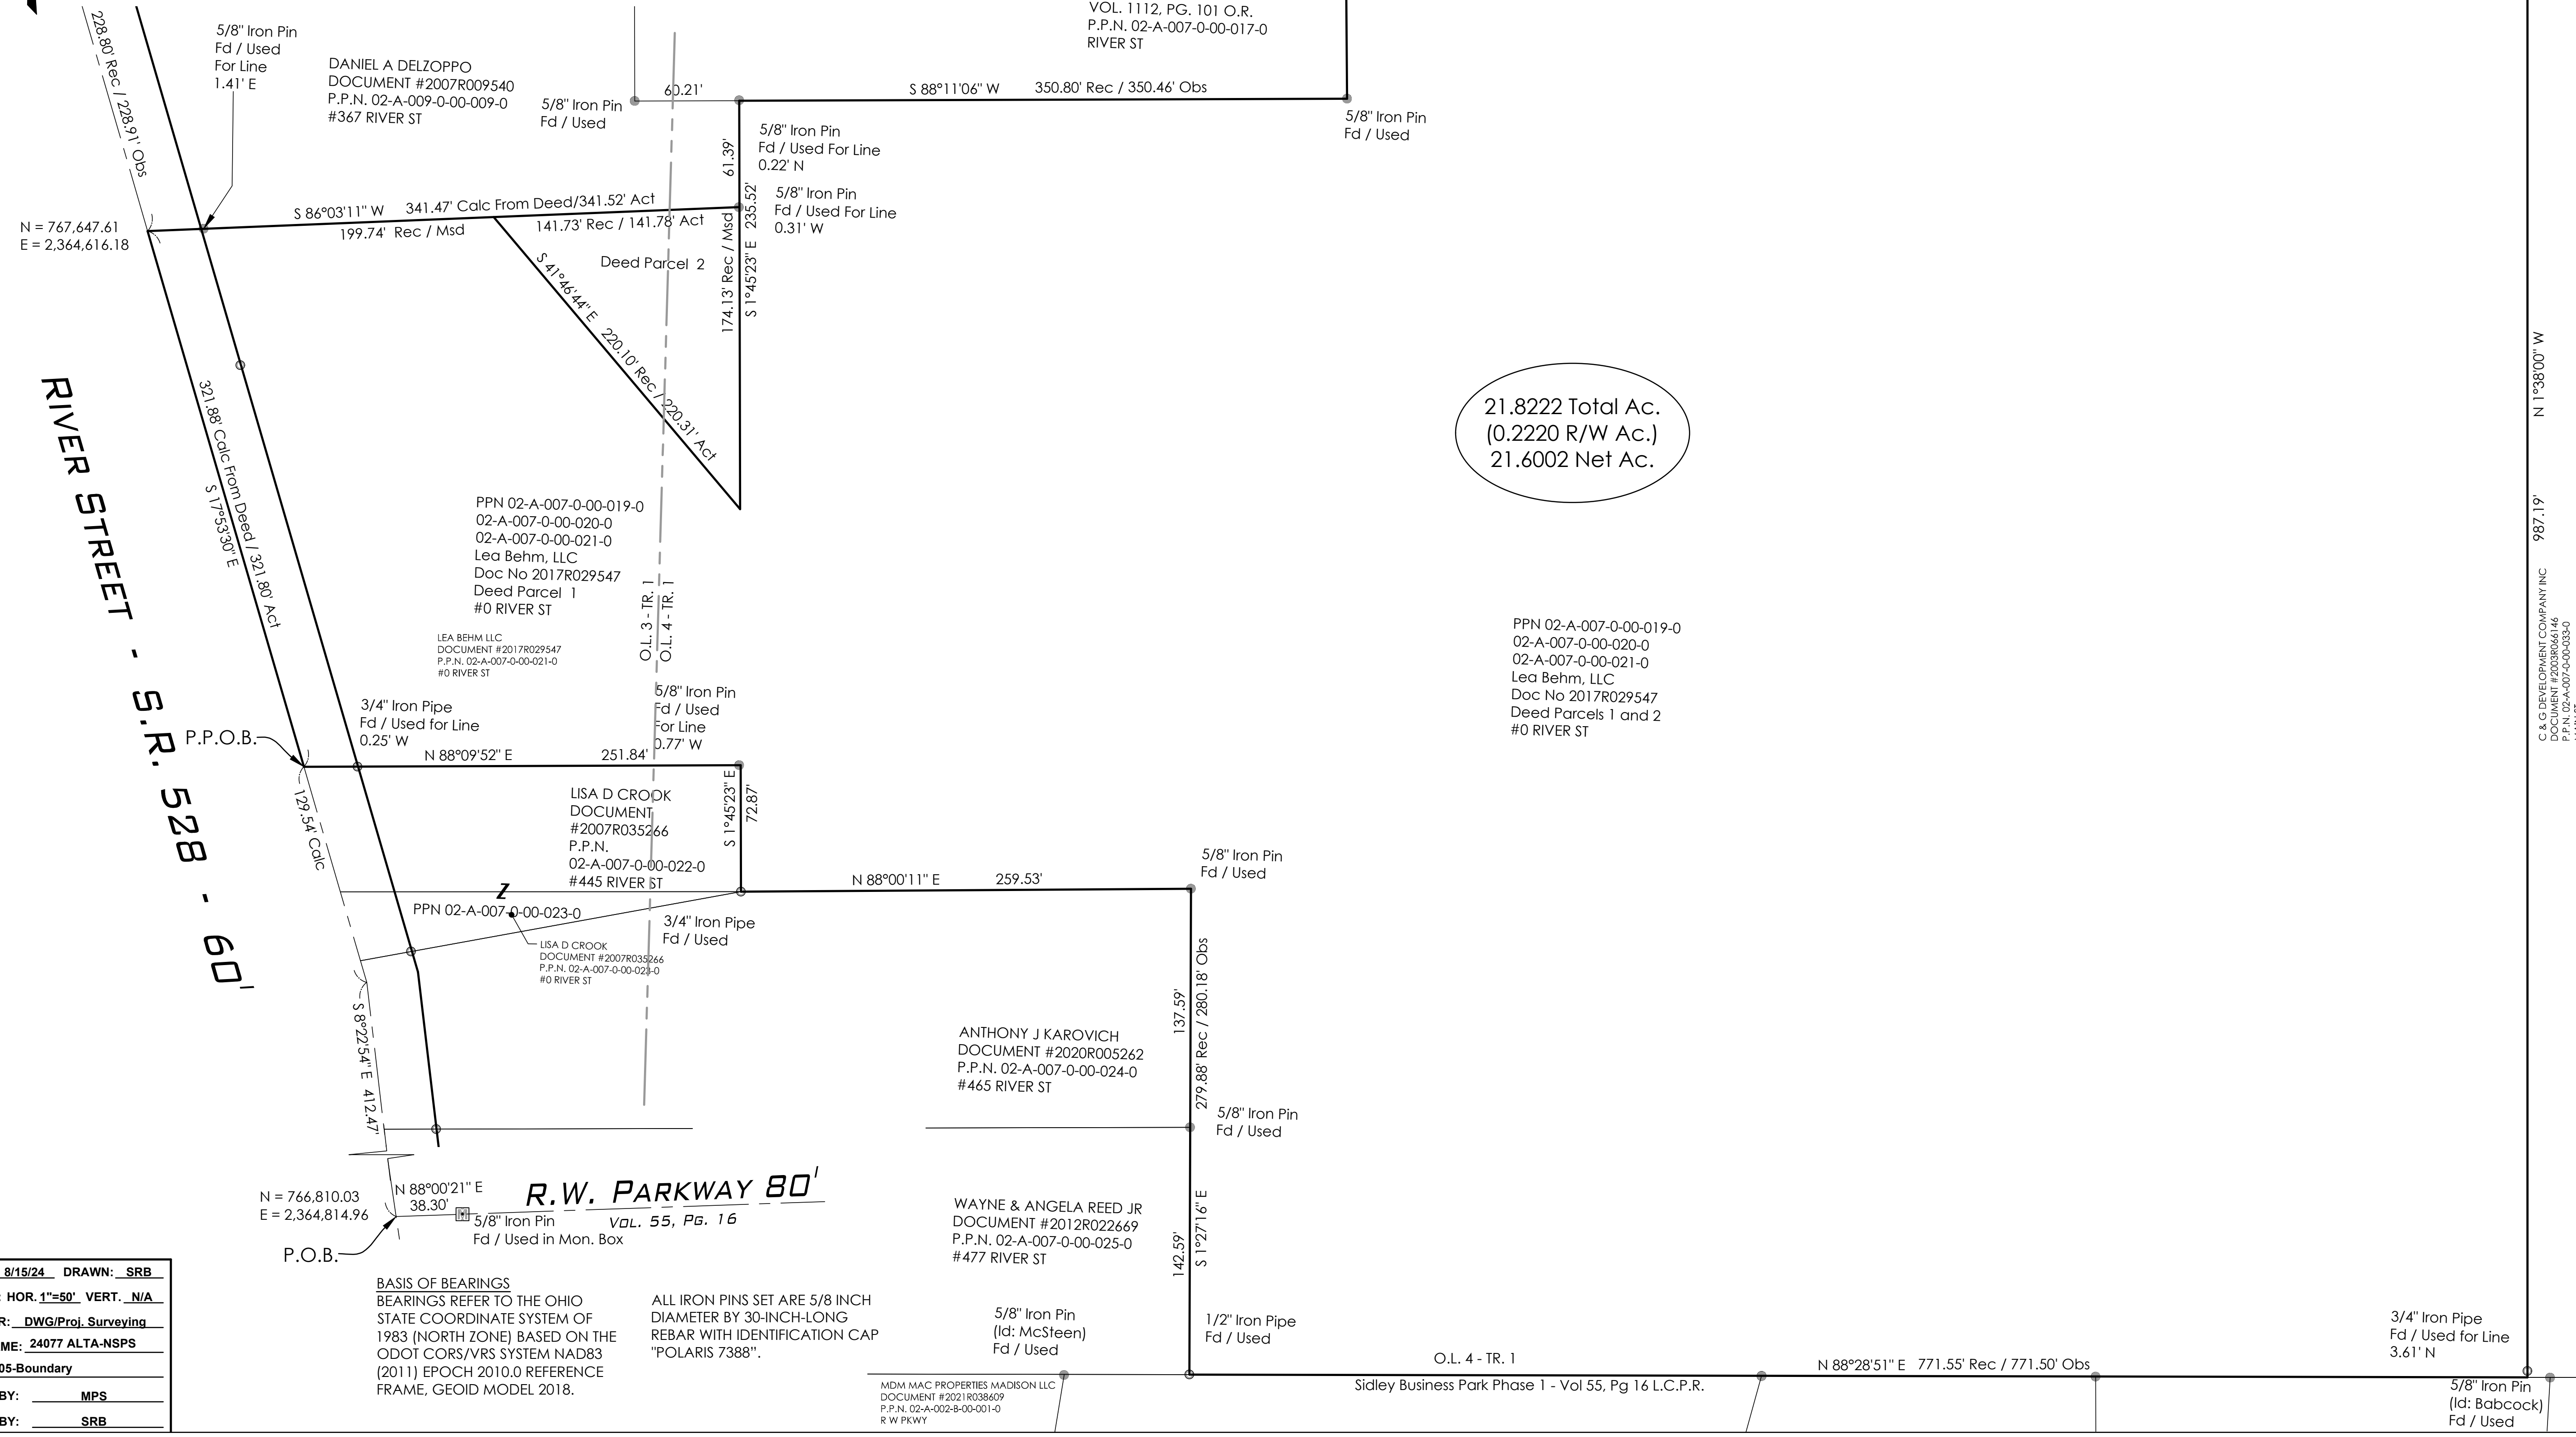 VOL. 1112, PG. 101 O.R.
P.P.N. 02-A-007-0-00-017-0
RIVER ST
228.80' Rec / 228.91' Obs
5/8" Iron Pin
Fd / Used
For Line
1.41' E
DANIEL A DELZOPPO
DOCUMENT #2007R009540
P.P.N. 02-A-009-0-00-009-0
#367 RIVER ST
5/8" Iron Pin
Fd / Used
60.21'
S 88°11'06" W 350.80' Rec / 350.46' Obs
5/8" Iron Pin
Fd / Used
61.39'
5/8" Iron Pin
Fd / Used For Line
0.22' N
5/8" Iron Pin
Fd / Used For Line
0.31' W
S 86°03'11" W 341.47' Calc From Deed/341.52' Act
199.74' Rec / Msd
141.73' Rec / 141.78' Act
N = 767,647.61
E = 2,364,616.18
Deed Parcel 2
174.13' Rec / Msd
S 1°45'23" E 235.52'
S 41°46'44" E 220.10' Rec / 220.31' Act
321.88' Calc From Deed / 321.80' Act
S 17°53'30" E
RIVER STREET - S.R. 528 - 60'
21.8222 Total Ac.
(0.2220 R/W Ac.)
21.6002 Net Ac.
N 1°38'00" W 987.19'
C & G DEVELOPMENT COMPANY INC
DOCUMENT #2003R066146
P.P.N. 02-A-007-0-00-033-0
PPN 02-A-007-0-00-019-0
02-A-007-0-00-020-0
02-A-007-0-00-021-0
Lea Behm, LLC
Doc No 2017R029547
Deed Parcel 1
#0 RIVER ST
O.L. 3 - TR. 1
O.L. 4 - TR. 1
LEA BEHM LLC
DOCUMENT #2017R029547
P.P.N. 02-A-007-0-00-021-0
#0 RIVER ST
PPN 02-A-007-0-00-019-0
02-A-007-0-00-020-0
02-A-007-0-00-021-0
Lea Behm, LLC
Doc No 2017R029547
Deed Parcels 1 and 2
#0 RIVER ST
3/4" Iron Pipe
Fd / Used for Line
0.25' W
5/8" Iron Pin
Fd / Used
For Line
0.77' W
P.P.O.B.
N 88°09'52" E 251.84'
129.54' Calc
LISA D CROOK
DOCUMENT
#2007R035266
P.P.N.
02-A-007-0-00-022-0
#445 RIVER ST
S 1°45'23" E
72.87'
Z
PPN 02-A-007-0-00-023-0
LISA D CROOK
DOCUMENT #2007R035266
P.P.N. 02-A-007-0-00-023-0
#0 RIVER ST
3/4" Iron Pipe
Fd / Used
N 88°00'11" E 259.53'
5/8" Iron Pin
Fd / Used
137.59'
279.88' Rec / 280.18' Obs
S 8°22'54" E 412.47'
ANTHONY J KAROVICH
DOCUMENT #2020R005262
P.P.N. 02-A-007-0-00-024-0
#465 RIVER ST
5/8" Iron Pin
Fd / Used
N = 766,810.03
E = 2,364,814.96
N 88°00'21" E
38.30'
R.W. PARKWAY 80'
VOL. 55, PG. 16
5/8" Iron Pin
Fd / Used in Mon. Box
P.O.B.
WAYNE & ANGELA REED JR
DOCUMENT #2012R022669
P.P.N. 02-A-007-0-00-025-0
#477 RIVER ST
142.59'
S 1°27'16" E
8/15/24 DRAWN: SRB
: HOR. 1"=50' VERT. N/A
R: DWG/Proj. Surveying
ME: 24077 ALTA-NSPS
05-Boundary
BY: MPS
BY: SRB
BASIS OF BEARINGS
BEARINGS REFER TO THE OHIO
STATE COORDINATE SYSTEM OF
1983 (NORTH ZONE) BASED ON THE
ODOT CORS/VRS SYSTEM NAD83
(2011) EPOCH 2010.0 REFERENCE
FRAME, GEOID MODEL 2018.
ALL IRON PINS SET ARE 5/8 INCH
DIAMETER BY 30-INCH-LONG
REBAR WITH IDENTIFICATION CAP
"POLARIS 7388".
5/8" Iron Pin
(Id: McSteen)
Fd / Used
1/2" Iron Pipe
Fd / Used
MDM MAC PROPERTIES MADISON LLC
DOCUMENT #2021R038609
P.P.N. 02-A-002-B-00-001-0
R W PKWY
O.L. 4 - TR. 1
Sidley Business Park Phase 1 - Vol 55, Pg 16 L.C.P.R.
N 88°28'51" E 771.55' Rec / 771.50' Obs
3/4" Iron Pipe
Fd / Used for Line
3.61' N
5/8" Iron Pin
(Id: Babcock)
Fd / Used